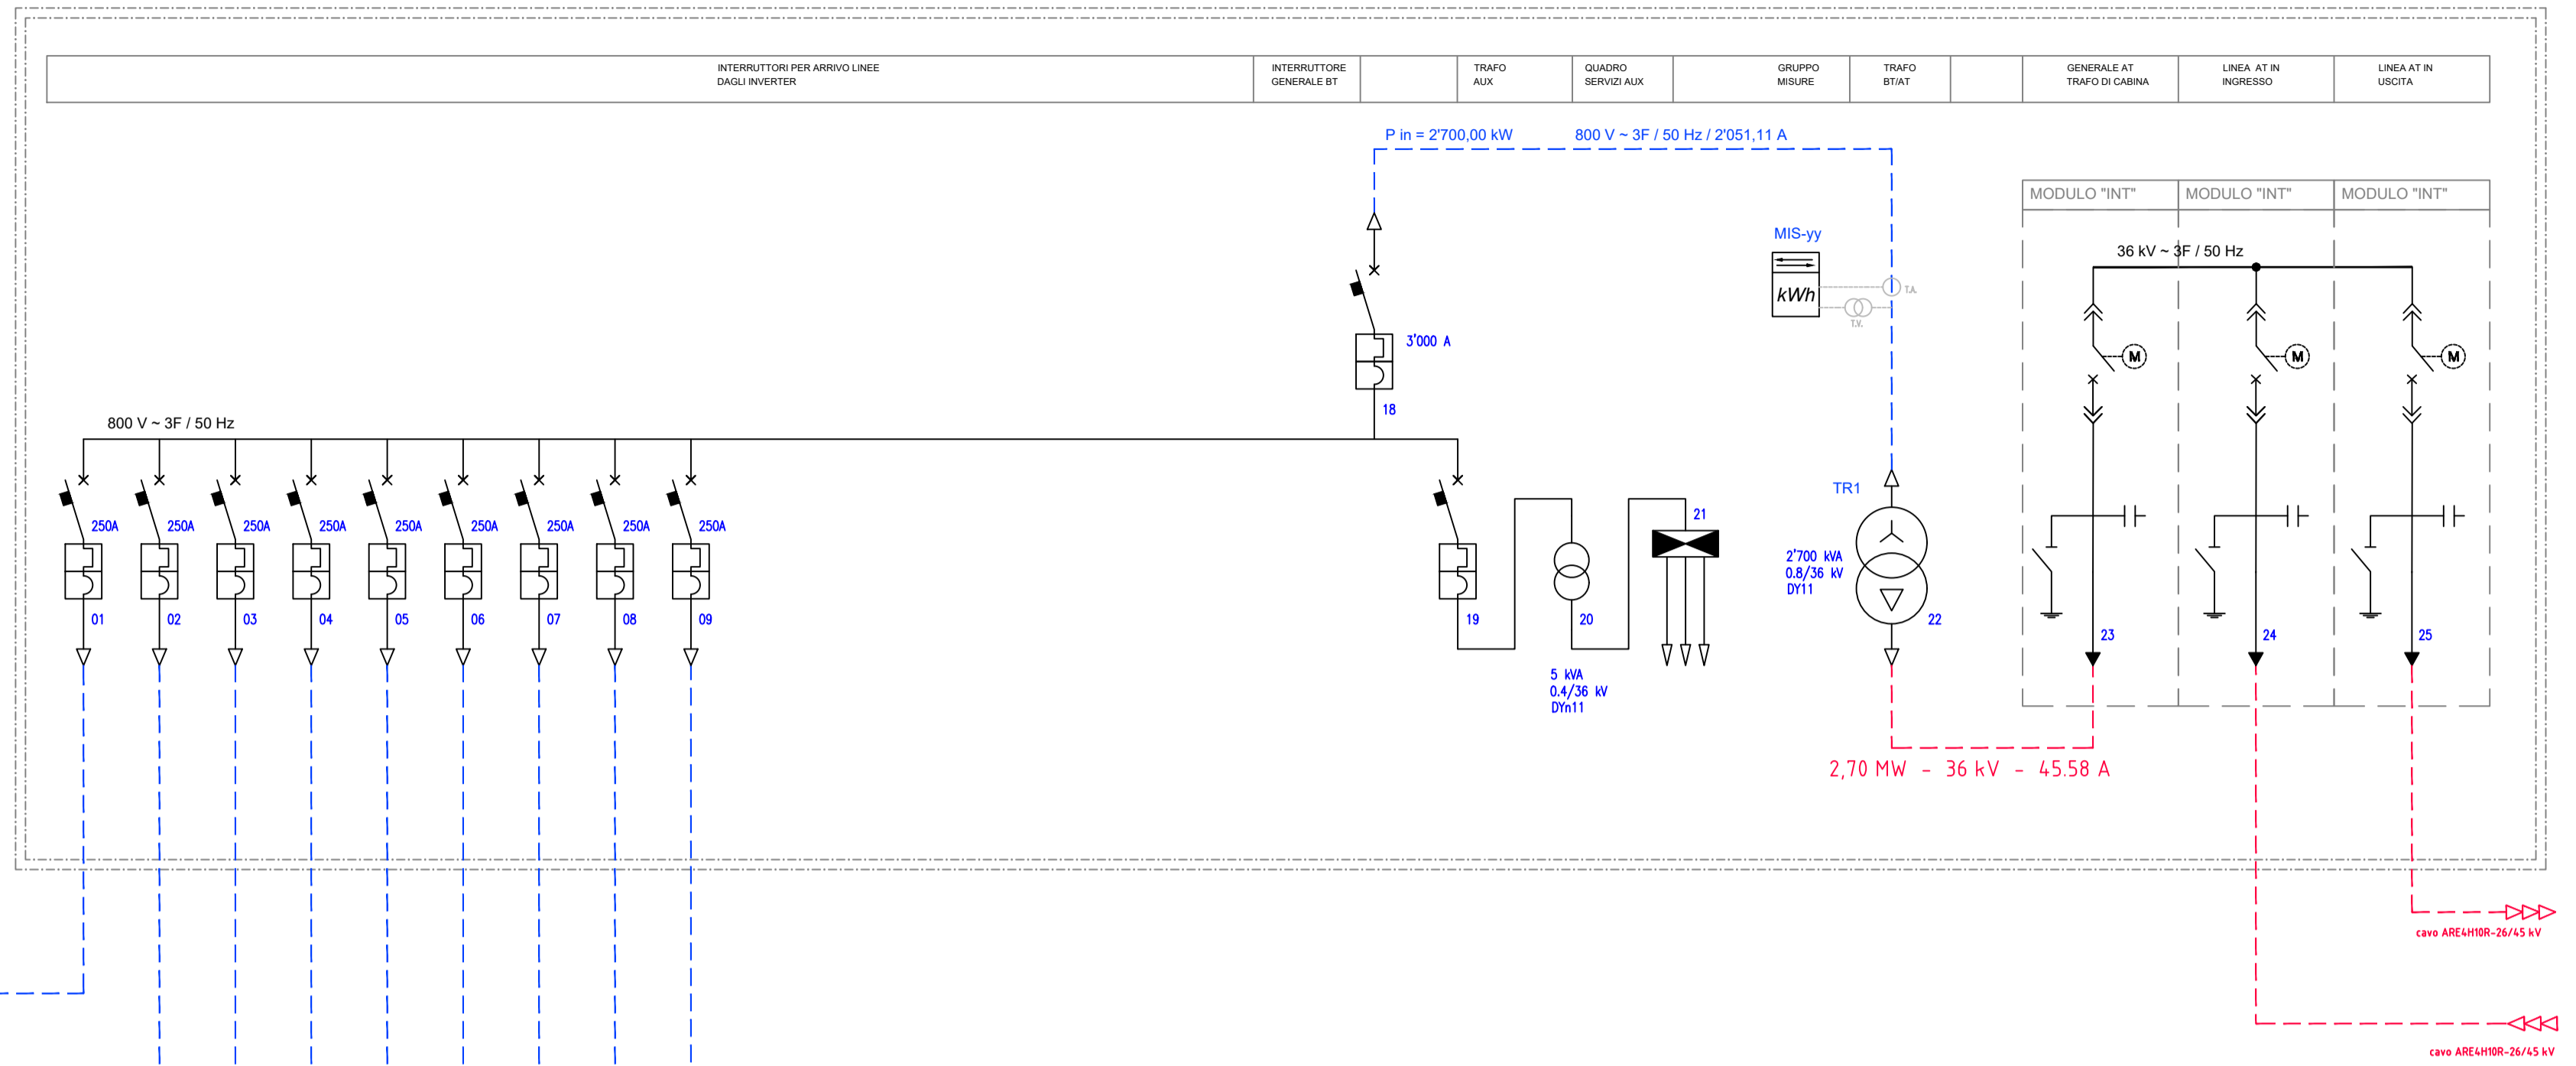 INTERRUTTORI PER ARRIVO LINEE
DAGLI INVERTER
INTERRUTTORE
GENERALE BT
TRAFO
AUX
QUADRO
SERVIZI AUX
GRUPPO
MISURE
TRAFO
BT/AT
GENERALE AT
TRAFO DI CABINA
LINEA AT IN
INGRESSO
LINEA AT IN
USCITA
P in = 2'700,00 kW
800 V ~ 3F / 50 Hz / 2'051,11 A
MODULO "INT"
MODULO "INT"
MODULO "INT"
MIS-yy
kWh
T.A.
T.V.
36 kV ~ 3F / 50 Hz
M
M
M
3'000 A
18
800 V ~ 3F / 50 Hz
250A
250A
250A
250A
250A
250A
250A
250A
250A
01
02
03
04
05
06
07
08
09
19
20
21
5 kVA
0.4/36 kV
DYn11
TR1
2'700 kVA
0.8/36 kV
DY11
22
23
24
25
2,70 MW - 36 kV - 45.58 A
cavo ARE4H10R-26/45 kV
cavo ARE4H10R-26/45 kV